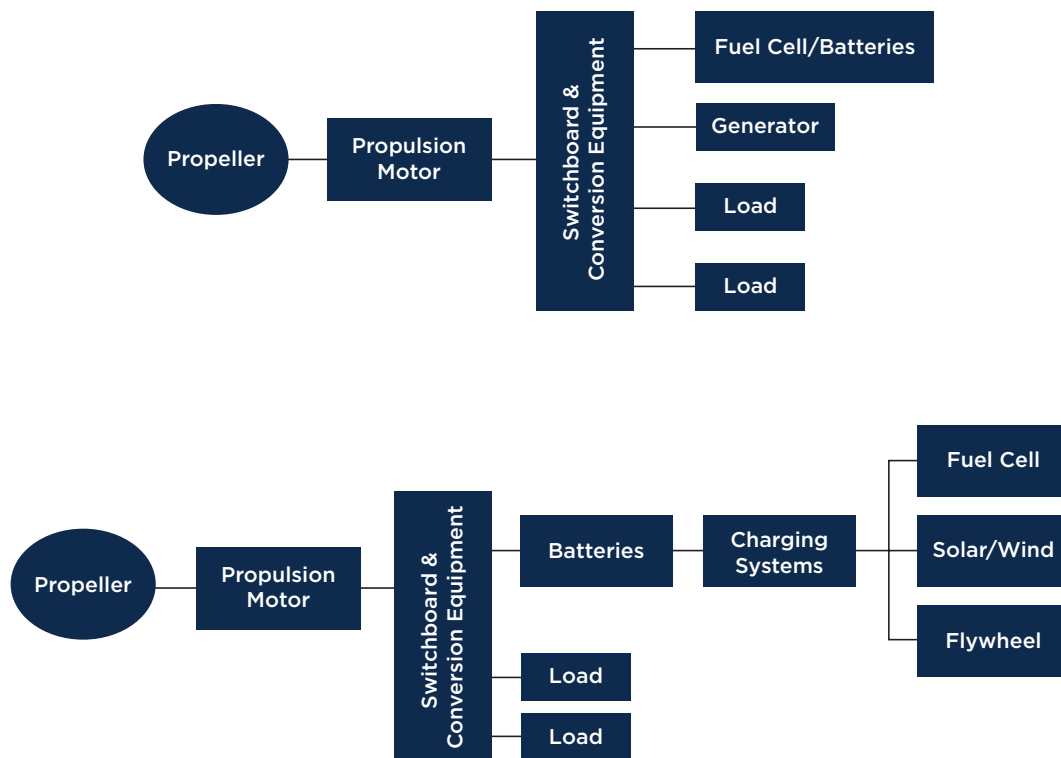 Propeller
Propulsion
Motor
Switchboard &
Conversion Equipment
Fuel Cell/Batteries
Generator
Load
Load
Propeller
Propulsion
Motor
Switchboard &
Conversion Equipment
Batteries
Charging
Systems
Fuel Cell
Solar/Wind
Flywheel
Load
Load